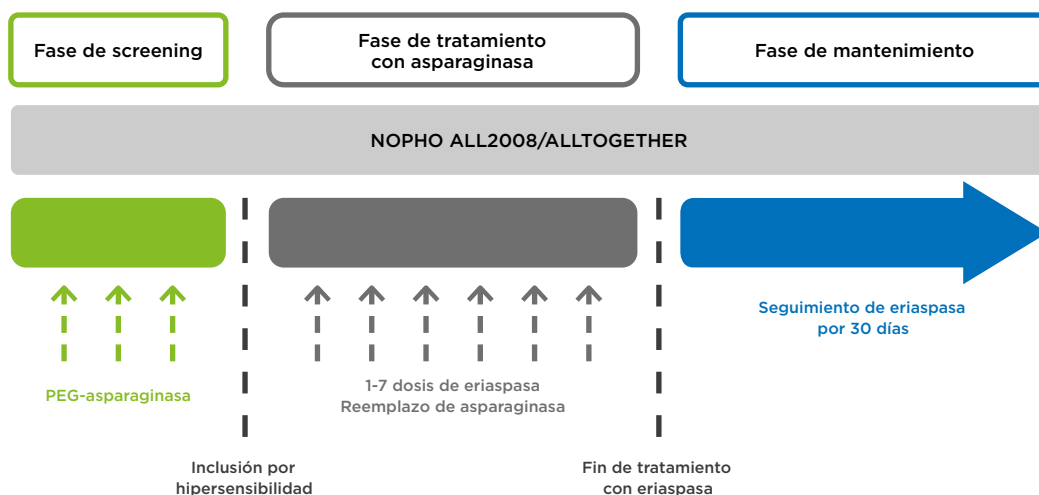 Fase de screening
Fase de tratamiento
con asparaginasa
Fase de mantenimiento
NOPHO ALL2008/ALLTOGETHER
PEG-asparaginasa
1-7 dosis de eriaspasa
Reemplazo de asparaginasa
Seguimiento de eriaspasa
por 30 días
Inclusión por
hipersensibilidad
Fin de tratamiento
con eriaspasa